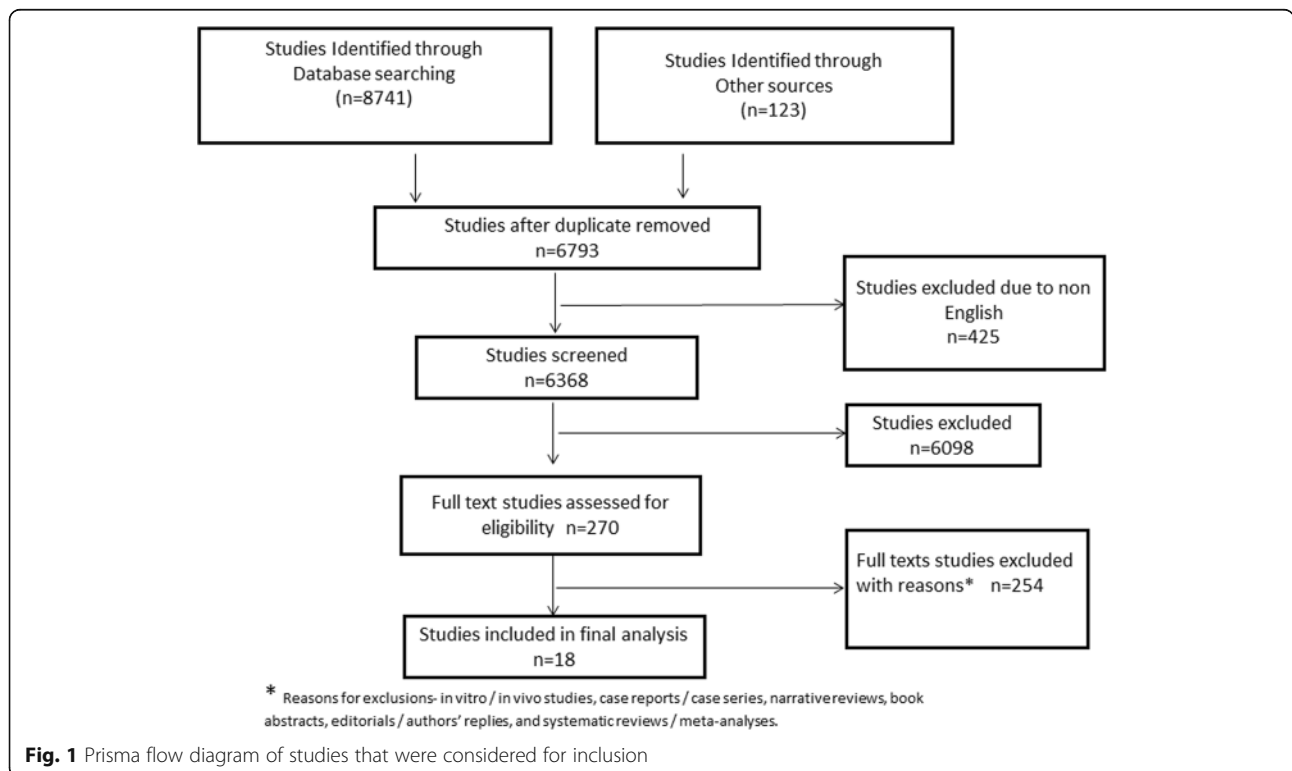 Studies Identified through
Database searching
(n=8741)
Studies Identified through
Other sources
(n=123)
Studies after duplicate removed
n=6793
Studies excluded due to non
English
n=425
Studies screened
n=6368
Studies excluded
n=6098
Full text studies assessed for
eligibility n=270
Full texts studies excluded
with reasons* n=254
Studies included in final analysis
n=18
* Reasons for exclusions- in vitro / in vivo studies, case reports / case series, narrative reviews, book
abstracts, editorials / authors' replies, and systematic reviews / meta-analyses.
Fig. 1 Prisma flow diagram of studies that were considered for inclusion